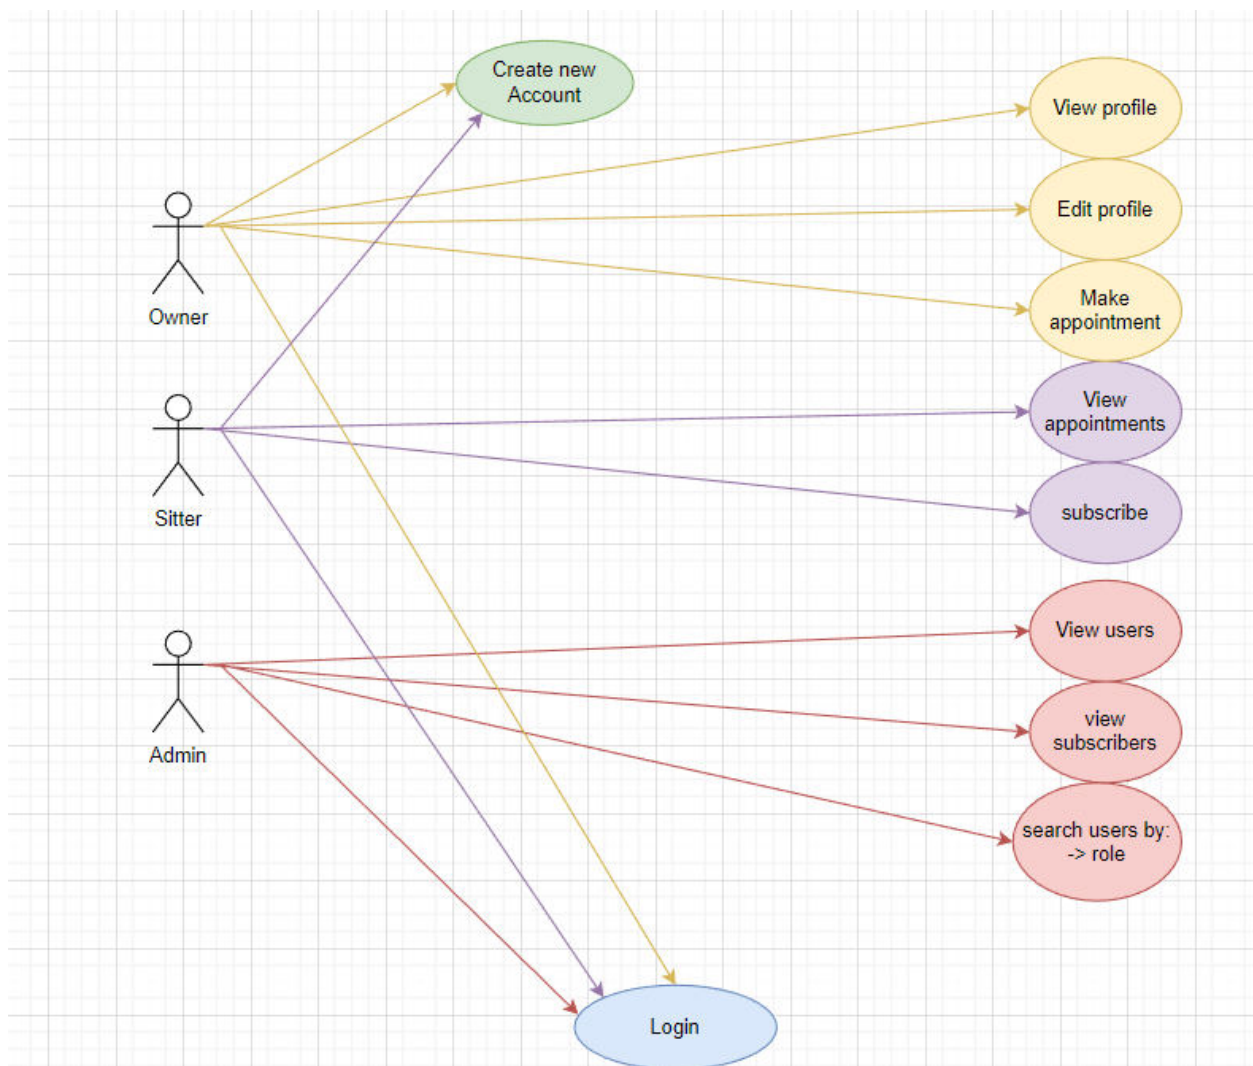 Create new
Account
View profile
Edit profile
Make
appointment
Owner
View
appointments
subscribe
Sitter
View users
view
subscribers
search users by:
-> role
Admin
Login